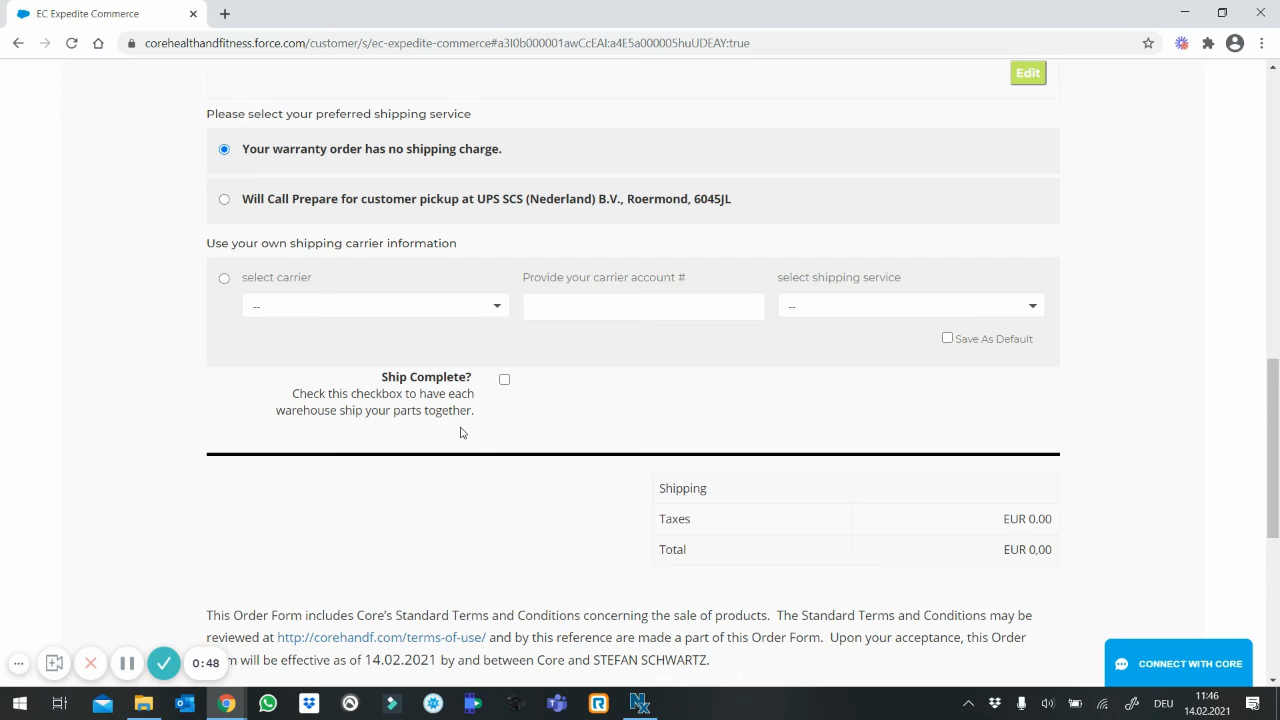 EC Expedite Commerce
corehealthandfitness.force.com/customer/s/ec-expedite-commerce#a3I0b000001awCcEAI:a4E5a000005huUDEAY:true
Edit
Please select your preferred shipping service
Your warranty order has no shipping charge.
Will Call Prepare for customer pickup at UPS SCS (Nederland) B.V., Roermond, 6045JL
Use your own shipping carrier information
select carrier Provide your carrier account # select shipping service
-- --
Save As Default
Ship Complete?
Check this checkbox to have each
warehouse ship your parts together.
Shipping
Taxes EUR 0.00
Total EUR 0,00
This Order Form includes Core's Standard Terms and Conditions concerning the sale of products. The Standard Terms and Conditions may be
reviewed at http://corehandf.com/terms-of-use/ and by this reference are made a part of this Order Form. Upon your acceptance, this Order
m will be effective as of 14.02.2021 by and between Core and STEFAN SCHWARTZ.
0:48
CONNECT WITH CORE
DEU
11:46
14.02.2021